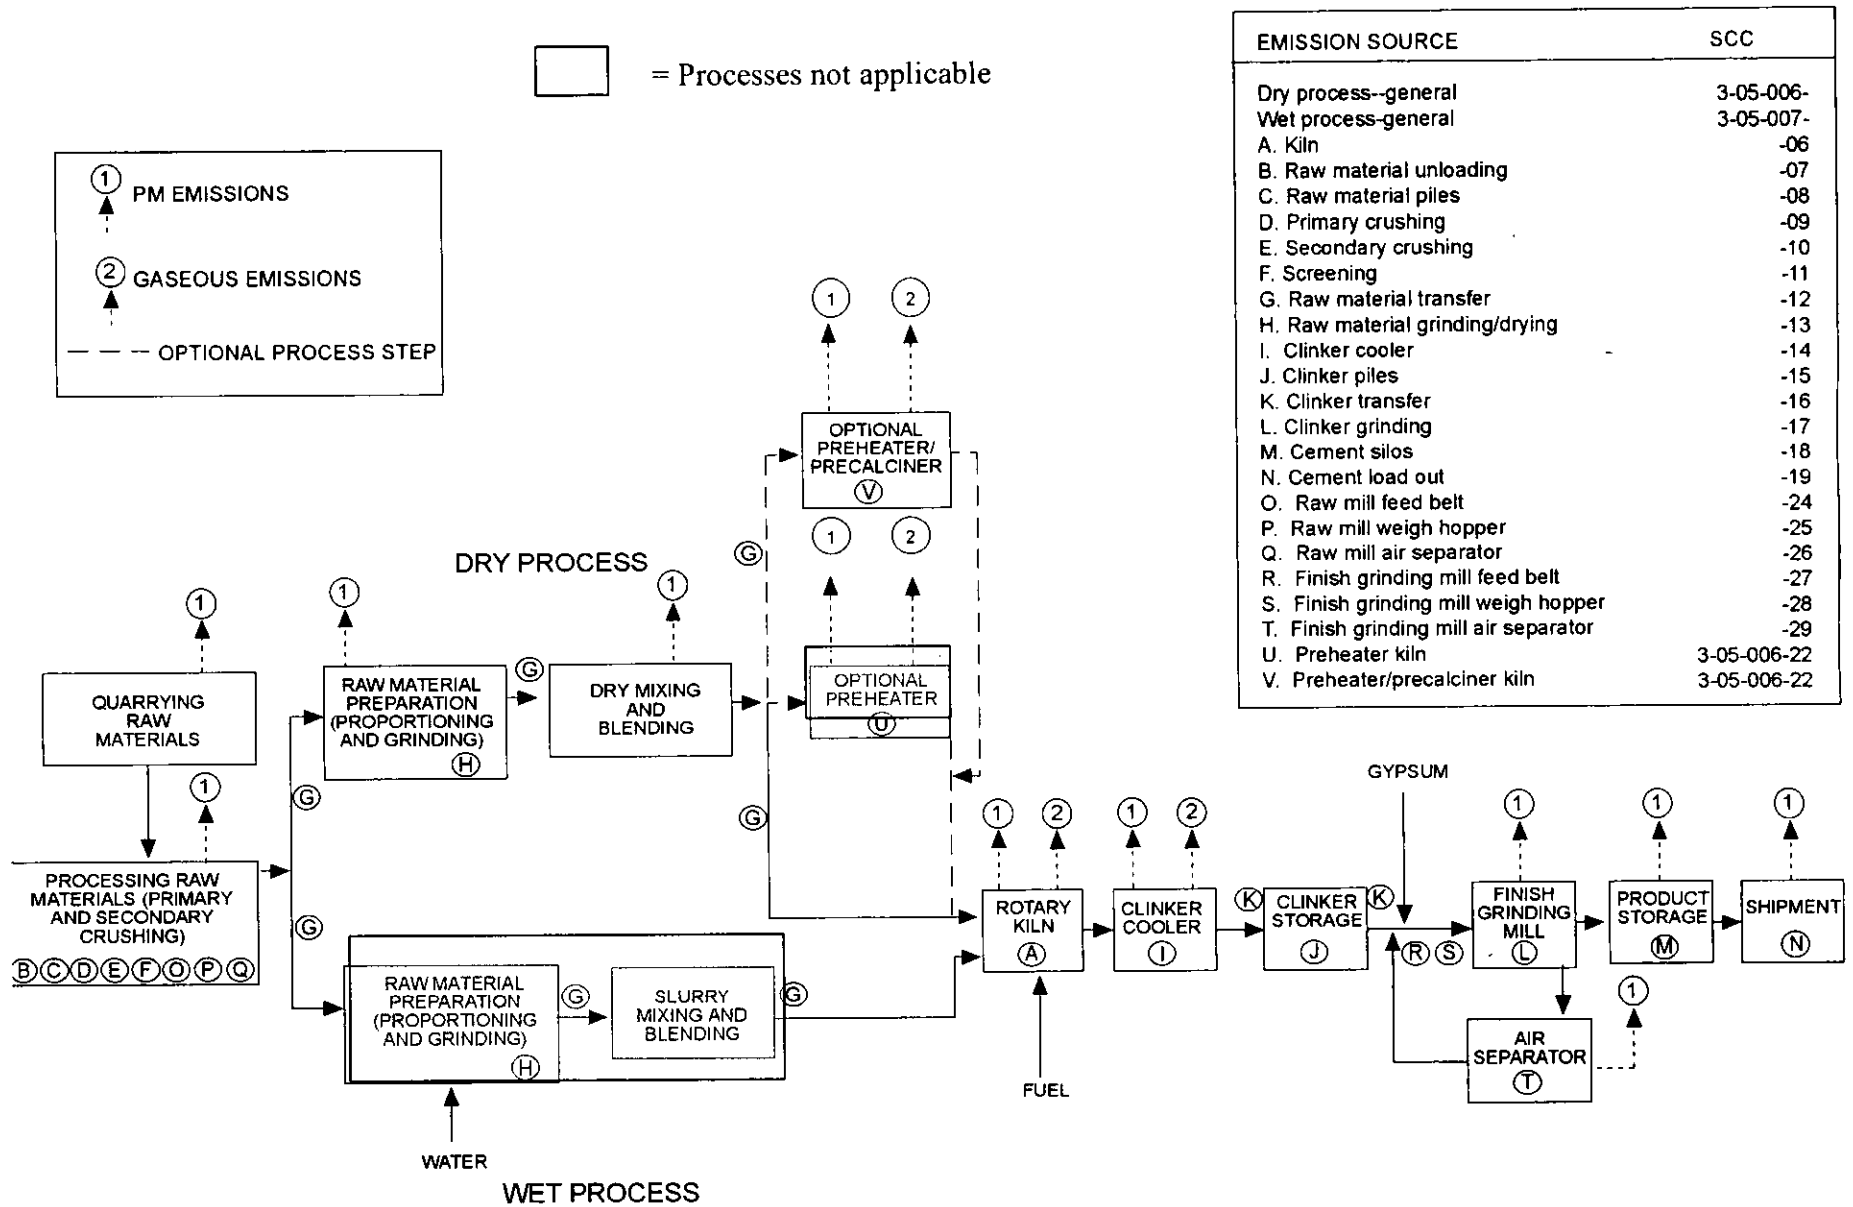 = Processes not applicable
EMISSION SOURCE SCC
Dry process--general 3-05-006-
Wet process-general 3-05-007-
A. Kiln -06
B. Raw material unloading -07
C. Raw material piles -08
D. Primary crushing -09
E. Secondary crushing -10
F. Screening -11
G. Raw material transfer -12
H. Raw material grinding/drying -13
I. Clinker cooler -14
J. Clinker piles -15
K. Clinker transfer -16
L. Clinker grinding -17
M. Cement silos -18
N. Cement load out -19
O. Raw mill feed belt -24
P. Raw mill weigh hopper -25
Q. Raw mill air separator -26
R. Finish grinding mill feed belt -27
S. Finish grinding mill weigh hopper -28
T. Finish grinding mill air separator -29
U. Preheater kiln 3-05-006-22
V. Preheater/precalciner kiln 3-05-006-22
1 PM EMISSIONS
2 GASEOUS EMISSIONS
OPTIONAL PROCESS STEP
1 2
OPTIONAL
PREHEATER/
PRECALCINER
V
1 2
G
DRY PROCESS
1
1
1
G
QUARRYING
RAW
MATERIALS
RAW MATERIAL
PREPARATION
(PROPORTIONING
AND GRINDING)
H
DRY MIXING
AND
BLENDING
OPTIONAL
PREHEATER
U
1
G
G
GYPSUM
PROCESSING RAW
MATERIALS (PRIMARY
AND SECONDARY
CRUSHING)
B C D E F O P Q
G
1 2
ROTARY
KILN
A
FUEL
1 2
CLINKER
COOLER
I
K
CLINKER
STORAGE
J
K
R S
1
FINISH
GRINDING
MILL
L
1
PRODUCT
STORAGE
M
1
SHIPMENT
N
1
AIR
SEPARATOR
T
RAW MATERIAL
PREPARATION
(PROPORTIONING
AND GRINDING)
H
G
SLURRY
MIXING AND
BLENDING
G
WATER
WET PROCESS